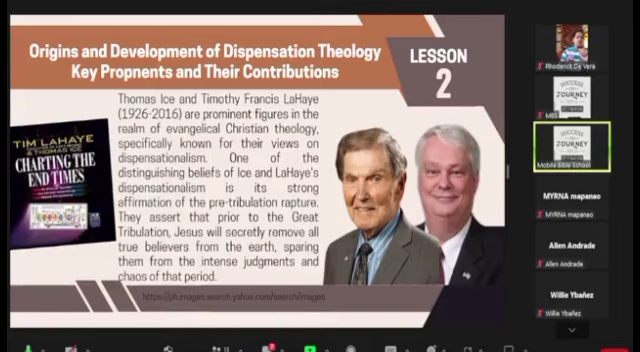 Origins and Development of Dispensation Theology
Key Propnents and Their Contributions
LESSON
2
Thomas Ice and Timothy Francis LaHaye
(1926-2016) are prominent figures in the
realm of evangelical Christian theology,
specifically known for their views on
dispensationalism. One of the
distinguishing beliefs of Ice and LaHaye's
dispensationalism is its strong
affirmation of the pre-tribulation rapture.
They assert that prior to the Great
Tribulation, Jesus will secretly remove all
true believers from the earth, sparing
them from the intense judgments and
chaos of that period.
TIM LAHAYE
& THOMAS ICE
CHARTING THE
END TIMES
https://ph.images.search.yahoo.com/search/images
Rhoderick De Vera
SUCCESS
JOURNEY
MBS
SUCCESS
JOURNEY
Mobile Bible School
MYRNA mapanao
MYRNA mapanao
Allen Andrade
Allen Andrade
Willie Ybañez
Willie Ybañez